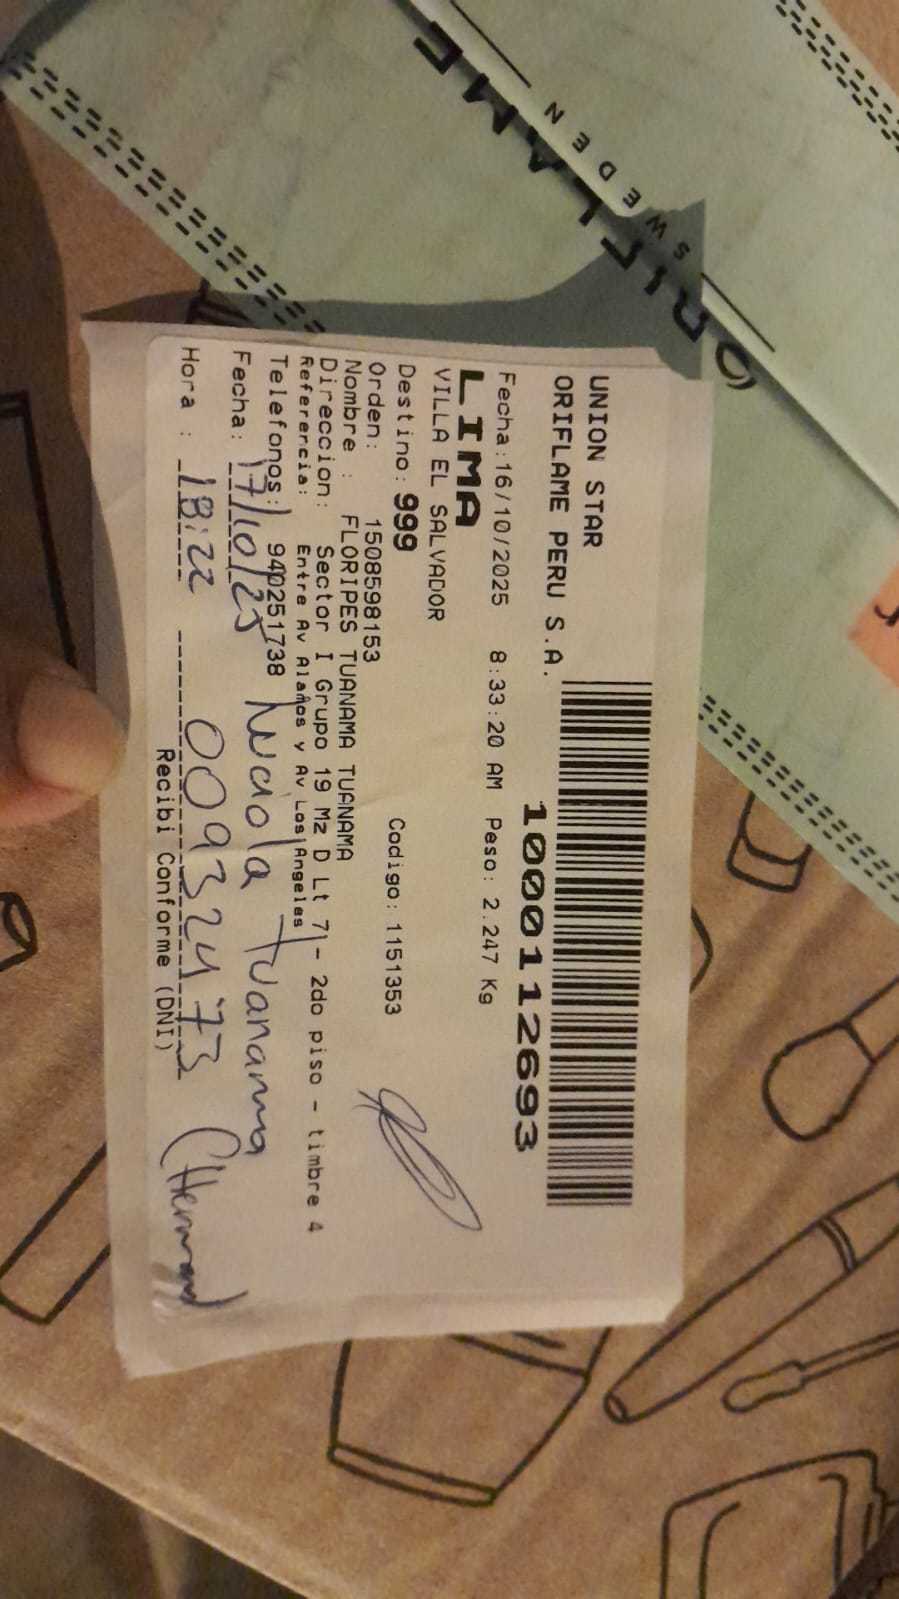 ORIFLAME
SWEDEN
UNION STAR
ORIFLAME PERU S.A.
1000112693
Fecha:16/10/2025 8:33:20 AM Peso: 2.247 Kg
LIMA
VILLA EL SALVADOR
Destino: 999 Codigo: 1151353
Orden: 1508598153
Nombre : FLORIPES TUANAMA TUANAMA
Direccion: Sector I Grupo 19 Mz D Lt 7 - 2do piso - timbre 4
Referencia: Entre Av Alamos y Av Los Angeles
Telefonos: 940251738
Fecha: 17/10/25 Tuanama
Hora : 18:22 00932473
Recibi Conforme (DNI)